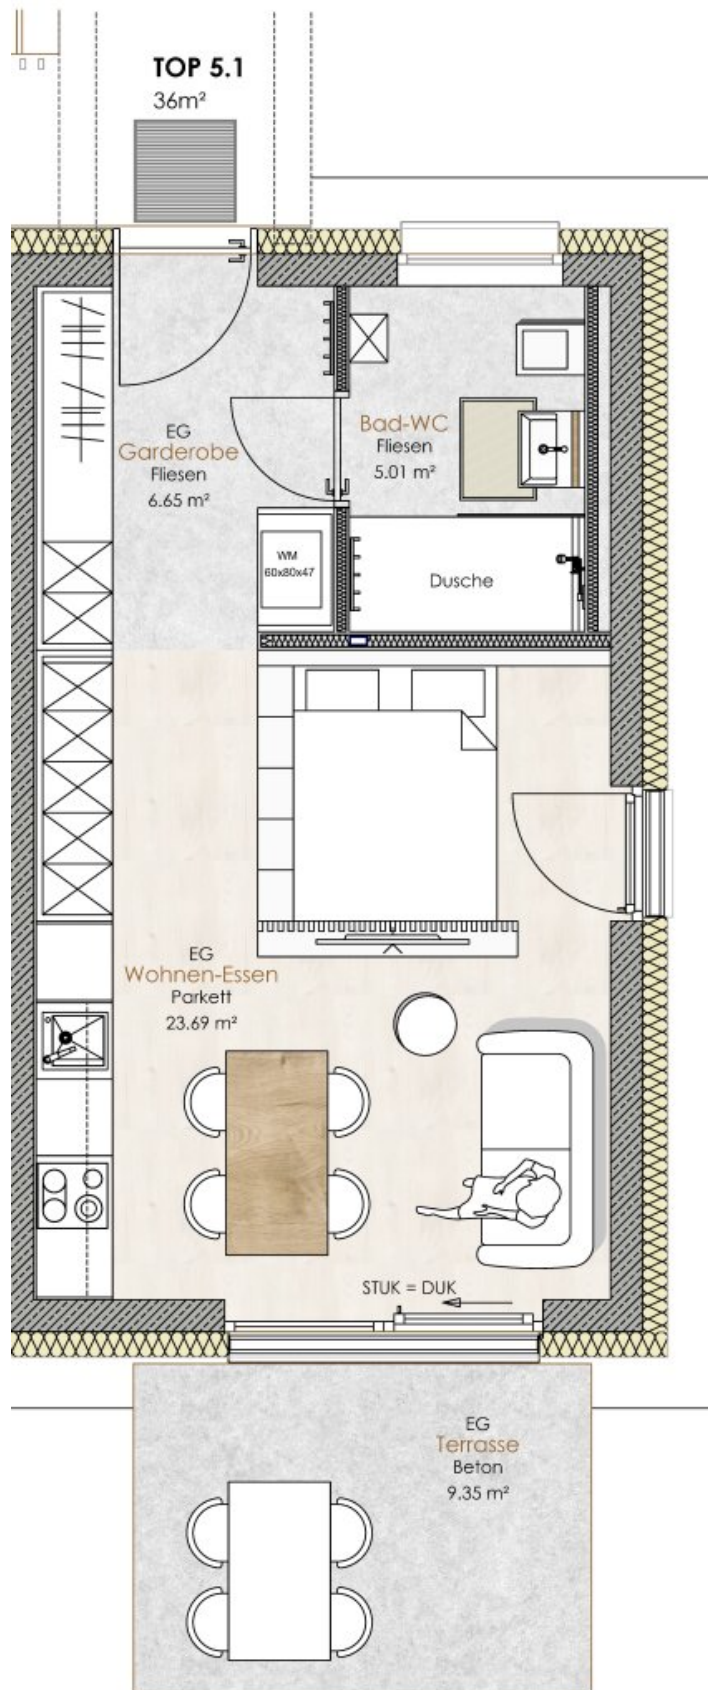 TOP 5.1
36m²
EG
Garderobe
Fliesen
6.65 m²
Bad-WC
Fliesen
5.01 m²
WM
60x80x47
Dusche
EG
Wohnen-Essen
Parkett
23.69 m²
STUK = DUK
EG
Terrasse
Beton
9.35 m²